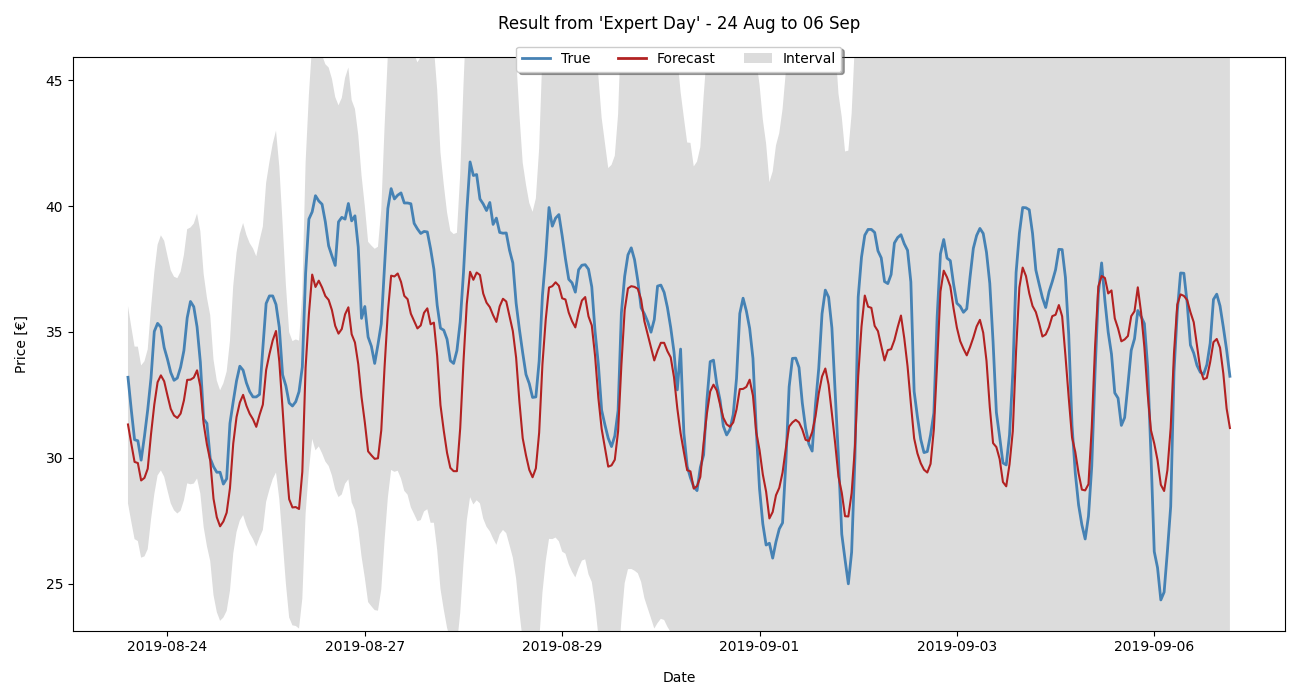 Result from 'Expert Day' - 24 Aug to 06 Sep
True Forecast Interval
Price [€]
45
40
35
30
25
2019-08-24 2019-08-27 2019-08-29 2019-09-01 2019-09-03 2019-09-06
Date